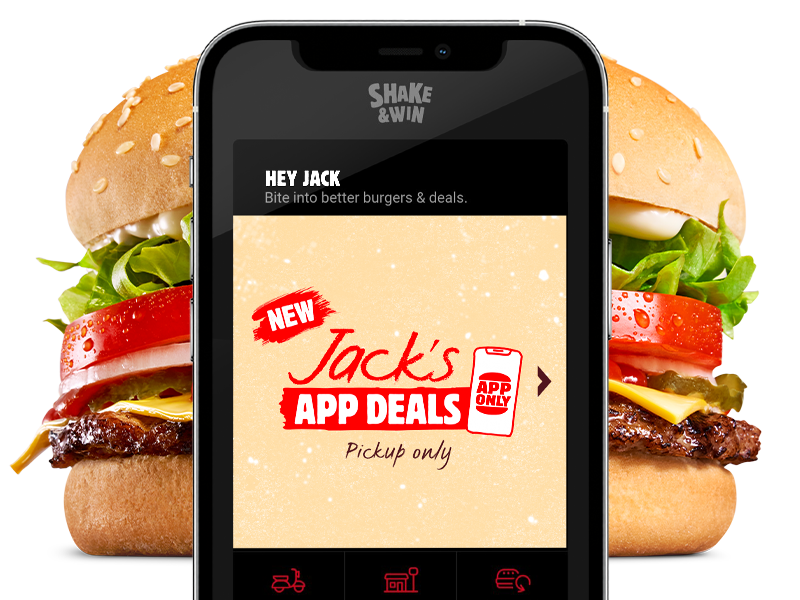 SHAKE
&WIN
HEY JACK
Bite into better burgers & deals.
NEW
Jack's
APP DEALS
APP
ONLY
Pickup only